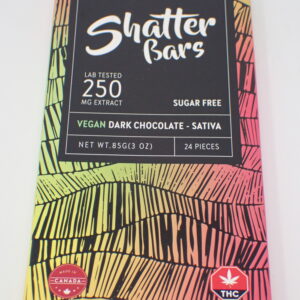 Shatter
Bars
LAB TESTED
250
MG EXTRACT
SUGAR FREE
VEGAN DARK CHOCOLATE - SATIVA
NET WT. 85G(3 OZ)
24 PIECES
MADE IN
CANADA
THC